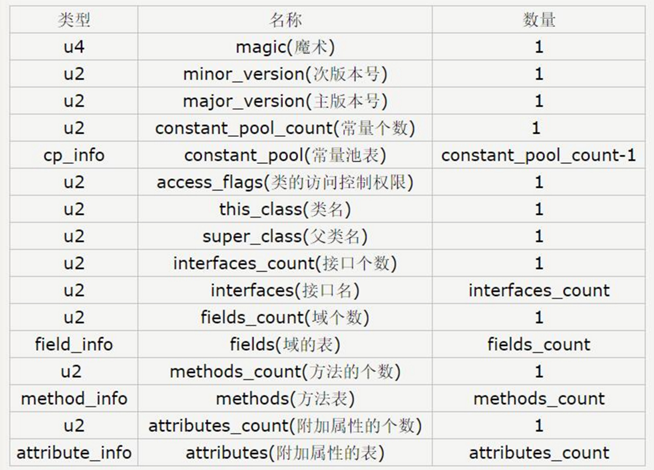 类型 名称 数量
u4 magic(魔术) 1
u2 minor_version(次版本号) 1
u2 major_version(主版本号) 1
u2 constant_pool_count(常量个数) 1
cp_info constant_pool(常量池表) constant_pool_count-1
u2 access_flags(类的访问控制权限) 1
u2 this_class(类名) 1
u2 super_class(父类名) 1
u2 interfaces_count(接口个数) 1
u2 interfaces(接口名) interfaces_count
u2 fields_count(域个数) 1
field_info fields(域的表) fields_count
u2 methods_count(方法的个数) 1
method_info methods(方法表) methods_count
u2 attributes_count(附加属性的个数) 1
attribute_info attributes(附加属性的表) attributes_count